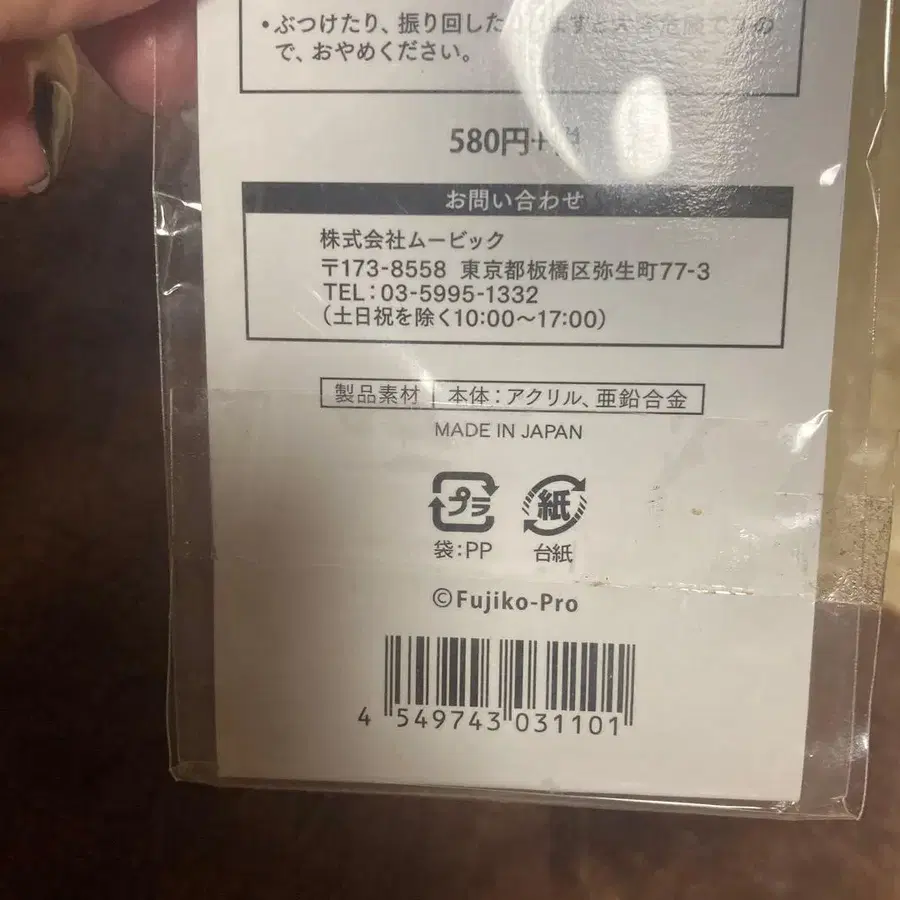 ・ぶつけたり、振り回した
で、おやめください。
580円+税
お問い合わせ
株式会社ムービック
〒173-8558 東京都板橋区弥生町77-3
TEL：03-5995-1332
（土日祝を除く10:00〜17:00）
製品素材 本体：アクリル、亜鉛合金
MADE IN JAPAN
プラ 紙
袋：PP 台紙
©Fujiko-Pro
4 549743 031101